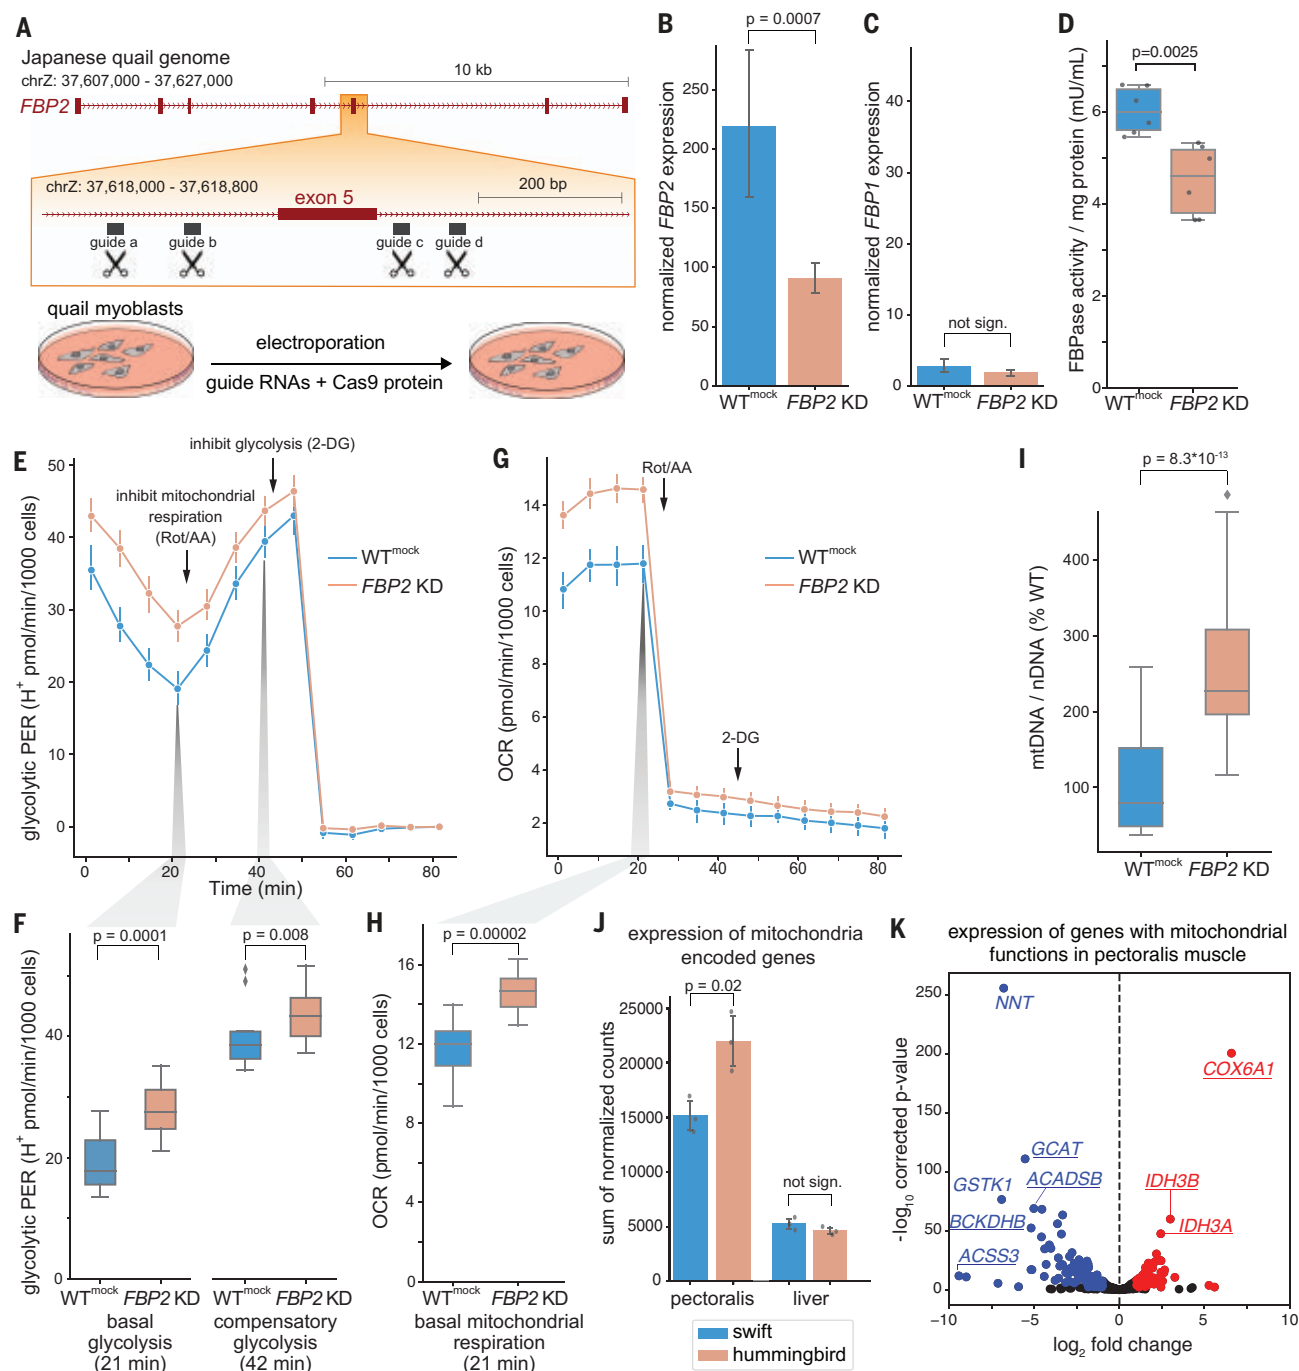 A
Japanese quail genome
chrZ: 37,607,000 - 37,627,000
10 kb
FBP2
chrZ: 37,618,000 - 37,618,800
200 bp
exon 5
guide a
guide b
guide c
guide d
quail myoblasts
electroporation
guide RNAs + Cas9 protein
B
p = 0.0007
normalized FBP2 expression
250
200
150
100
50
0
WTmock
FBP2 KD
C
normalized FBP1 expression
40
30
20
10
0
not sign.
WTmock
FBP2 KD
D
p=0.0025
FBPase activity / mg protein (mU/mL)
6
4
2
0
WTmock
FBP2 KD
E
inhibit glycolysis (2-DG)
inhibit mitochondrial
respiration
(Rot/AA)
WTmock
FBP2 KD
glycolytic PER (H+ pmol/min/1000 cells)
50
40
30
20
10
0
0
20
40
60
80
Time (min)
G
Rot/AA
WTmock
FBP2 KD
2-DG
OCR (pmol/min/1000 cells)
14
12
10
8
6
4
2
0
20
40
60
80
I
p = 8.3*10-13
mtDNA / nDNA (% WT)
400
300
200
100
WTmock
FBP2 KD
F
p = 0.0001
p = 0.008
glycolytic PER (H+ pmol/min/1000 cells)
40
20
0
WTmock
FBP2 KD
WTmock
FBP2 KD
basal
glycolysis
(21 min)
compensatory
glycolysis
(42 min)
H
p = 0.00002
OCR (pmol/min/1000 cells)
16
12
8
4
0
WTmock
FBP2 KD
basal mitochondrial
respiration
(21 min)
J
expression of mitochondria
encoded genes
p = 0.02
not sign.
sum of normalized counts
25000
20000
15000
10000
5000
0
pectoralis
liver
swift
hummingbird
K
expression of genes with mitochondrial
functions in pectoralis muscle
NNT
COX6A1
GCAT
GSTK1
ACADSB
IDH3B
BCKDHB
IDH3A
ACSS3
-log10 corrected p-value
250
200
150
100
50
0
−10
−5
0
5
10
log2 fold change